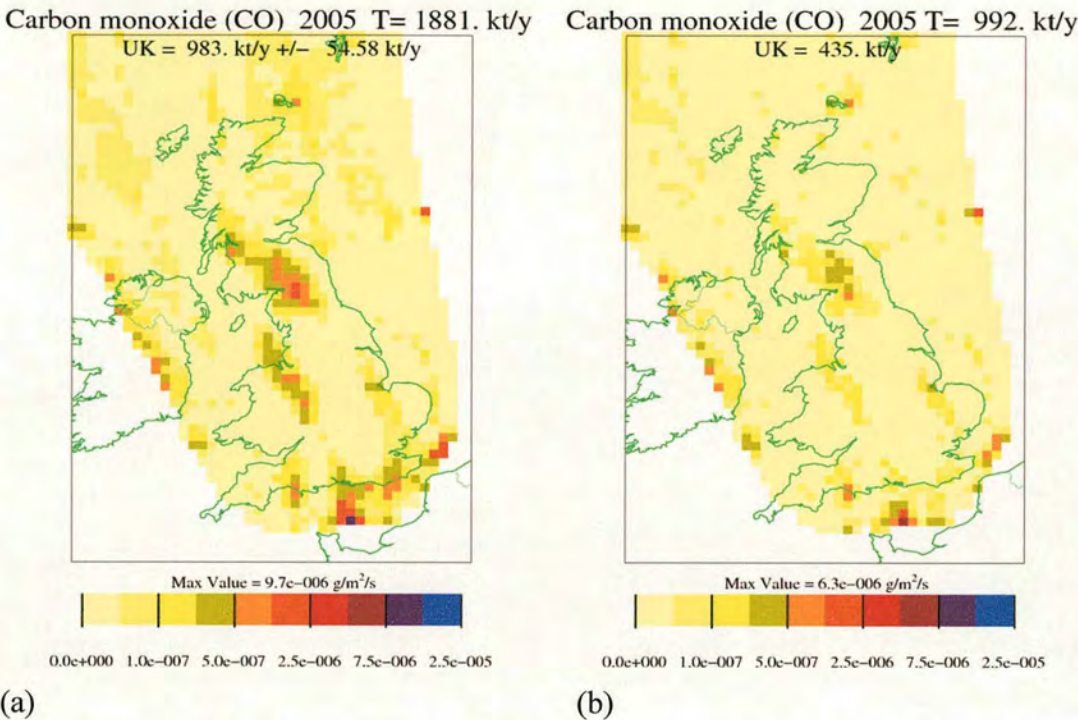 Carbon monoxide (CO) 2005 T= 1881. kt/y
UK = 983. kt/y +/− 54.58 kt/y
Max Value = 9.7e−006 g/m²/s
0.0e+000 1.0e−007 5.0e−007 2.5e−006 7.5e−006 2.5e−005
(a)
Carbon monoxide (CO) 2005 T= 992. kt/y
UK = 435. kt/y
Max Value = 6.3e−006 g/m²/s
0.0e+000 1.0e−007 5.0e−007 2.5e−006 7.5e−006 2.5e−005
(b)